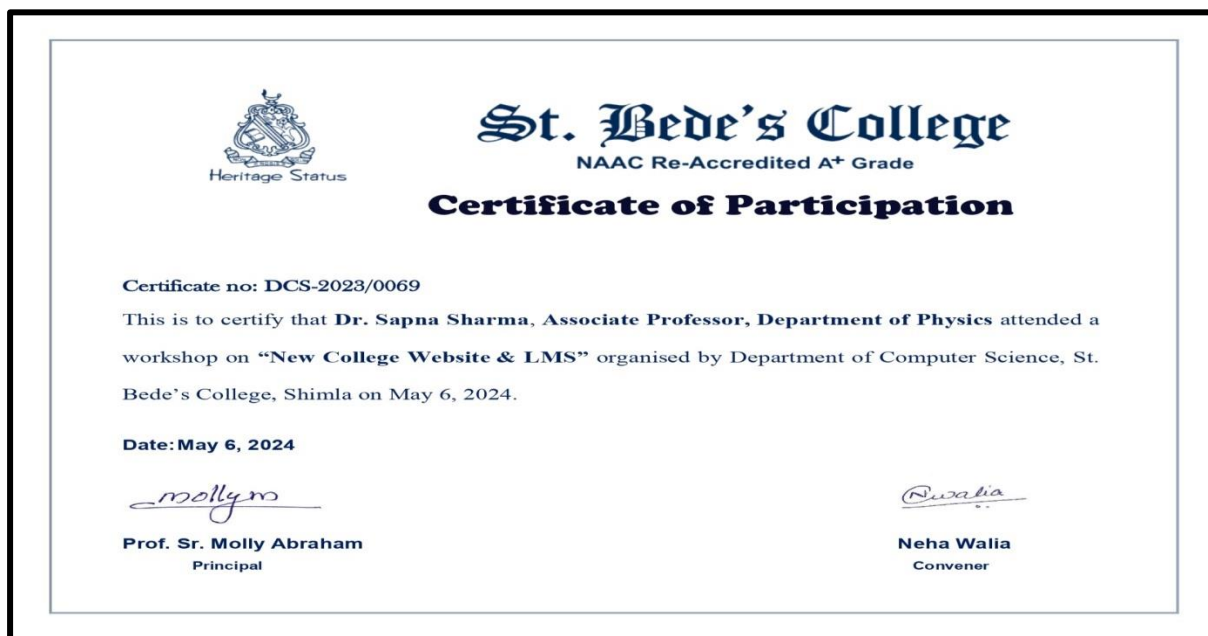 St. Bede's College
NAAC Re-Accredited A+ Grade
Heritage Status
Certificate of Participation
Certificate no: DCS-2023/0069
This is to certify that Dr. Sapna Sharma, Associate Professor, Department of Physics attended a
workshop on “New College Website & LMS” organised by Department of Computer Science, St.
Bede’s College, Shimla on May 6, 2024.
Date: May 6, 2024
mollym
Nwalia
Prof. Sr. Molly Abraham
Neha Walia
Principal
Convener